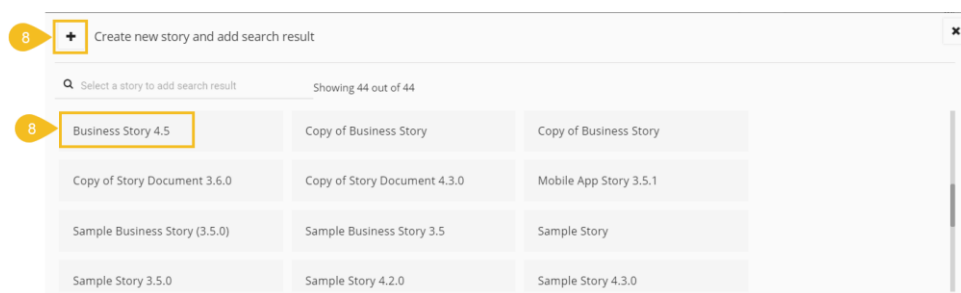 8 + Create new story and add search result ×
Select a story to add search result Showing 44 out of 44
8 Business Story 4.5 Copy of Business Story Copy of Business Story
Copy of Story Document 3.6.0 Copy of Story Document 4.3.0 Mobile App Story 3.5.1
Sample Business Story (3.5.0) Sample Business Story 3.5 Sample Story
Sample Story 3.5.0 Sample Story 4.2.0 Sample Story 4.3.0